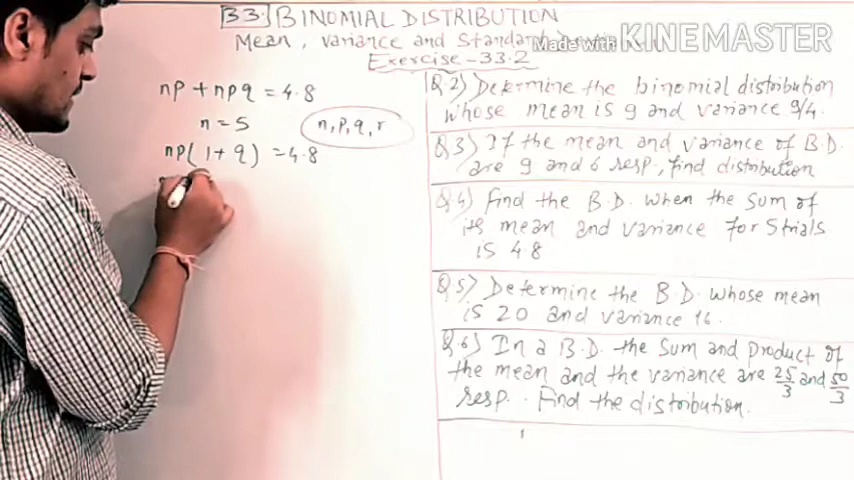 33. BINOMIAL DISTRIBUTION
Mean, variance and Standard
Made with KINEMASTER
Exercise - 33.2
np + npq = 4.8
n = 5
n, p, q, r
np(1+q) = 4.8
Q.2) Determine the binomial distribution
whose mean is 9 and variance 9/4.
Q.3) If the mean and variance of B.D.
are 9 and 6 resp., find distribution
Q.4) Find the B.D. when the sum of
its mean and variance for 5 trials
is 4.8
Q.5) Determine the B.D. whose mean
is 20 and variance 16.
Q.6) In a B.D. the sum and product of
the mean and the variance are 25/3 and 50/3
resp. Find the distribution.